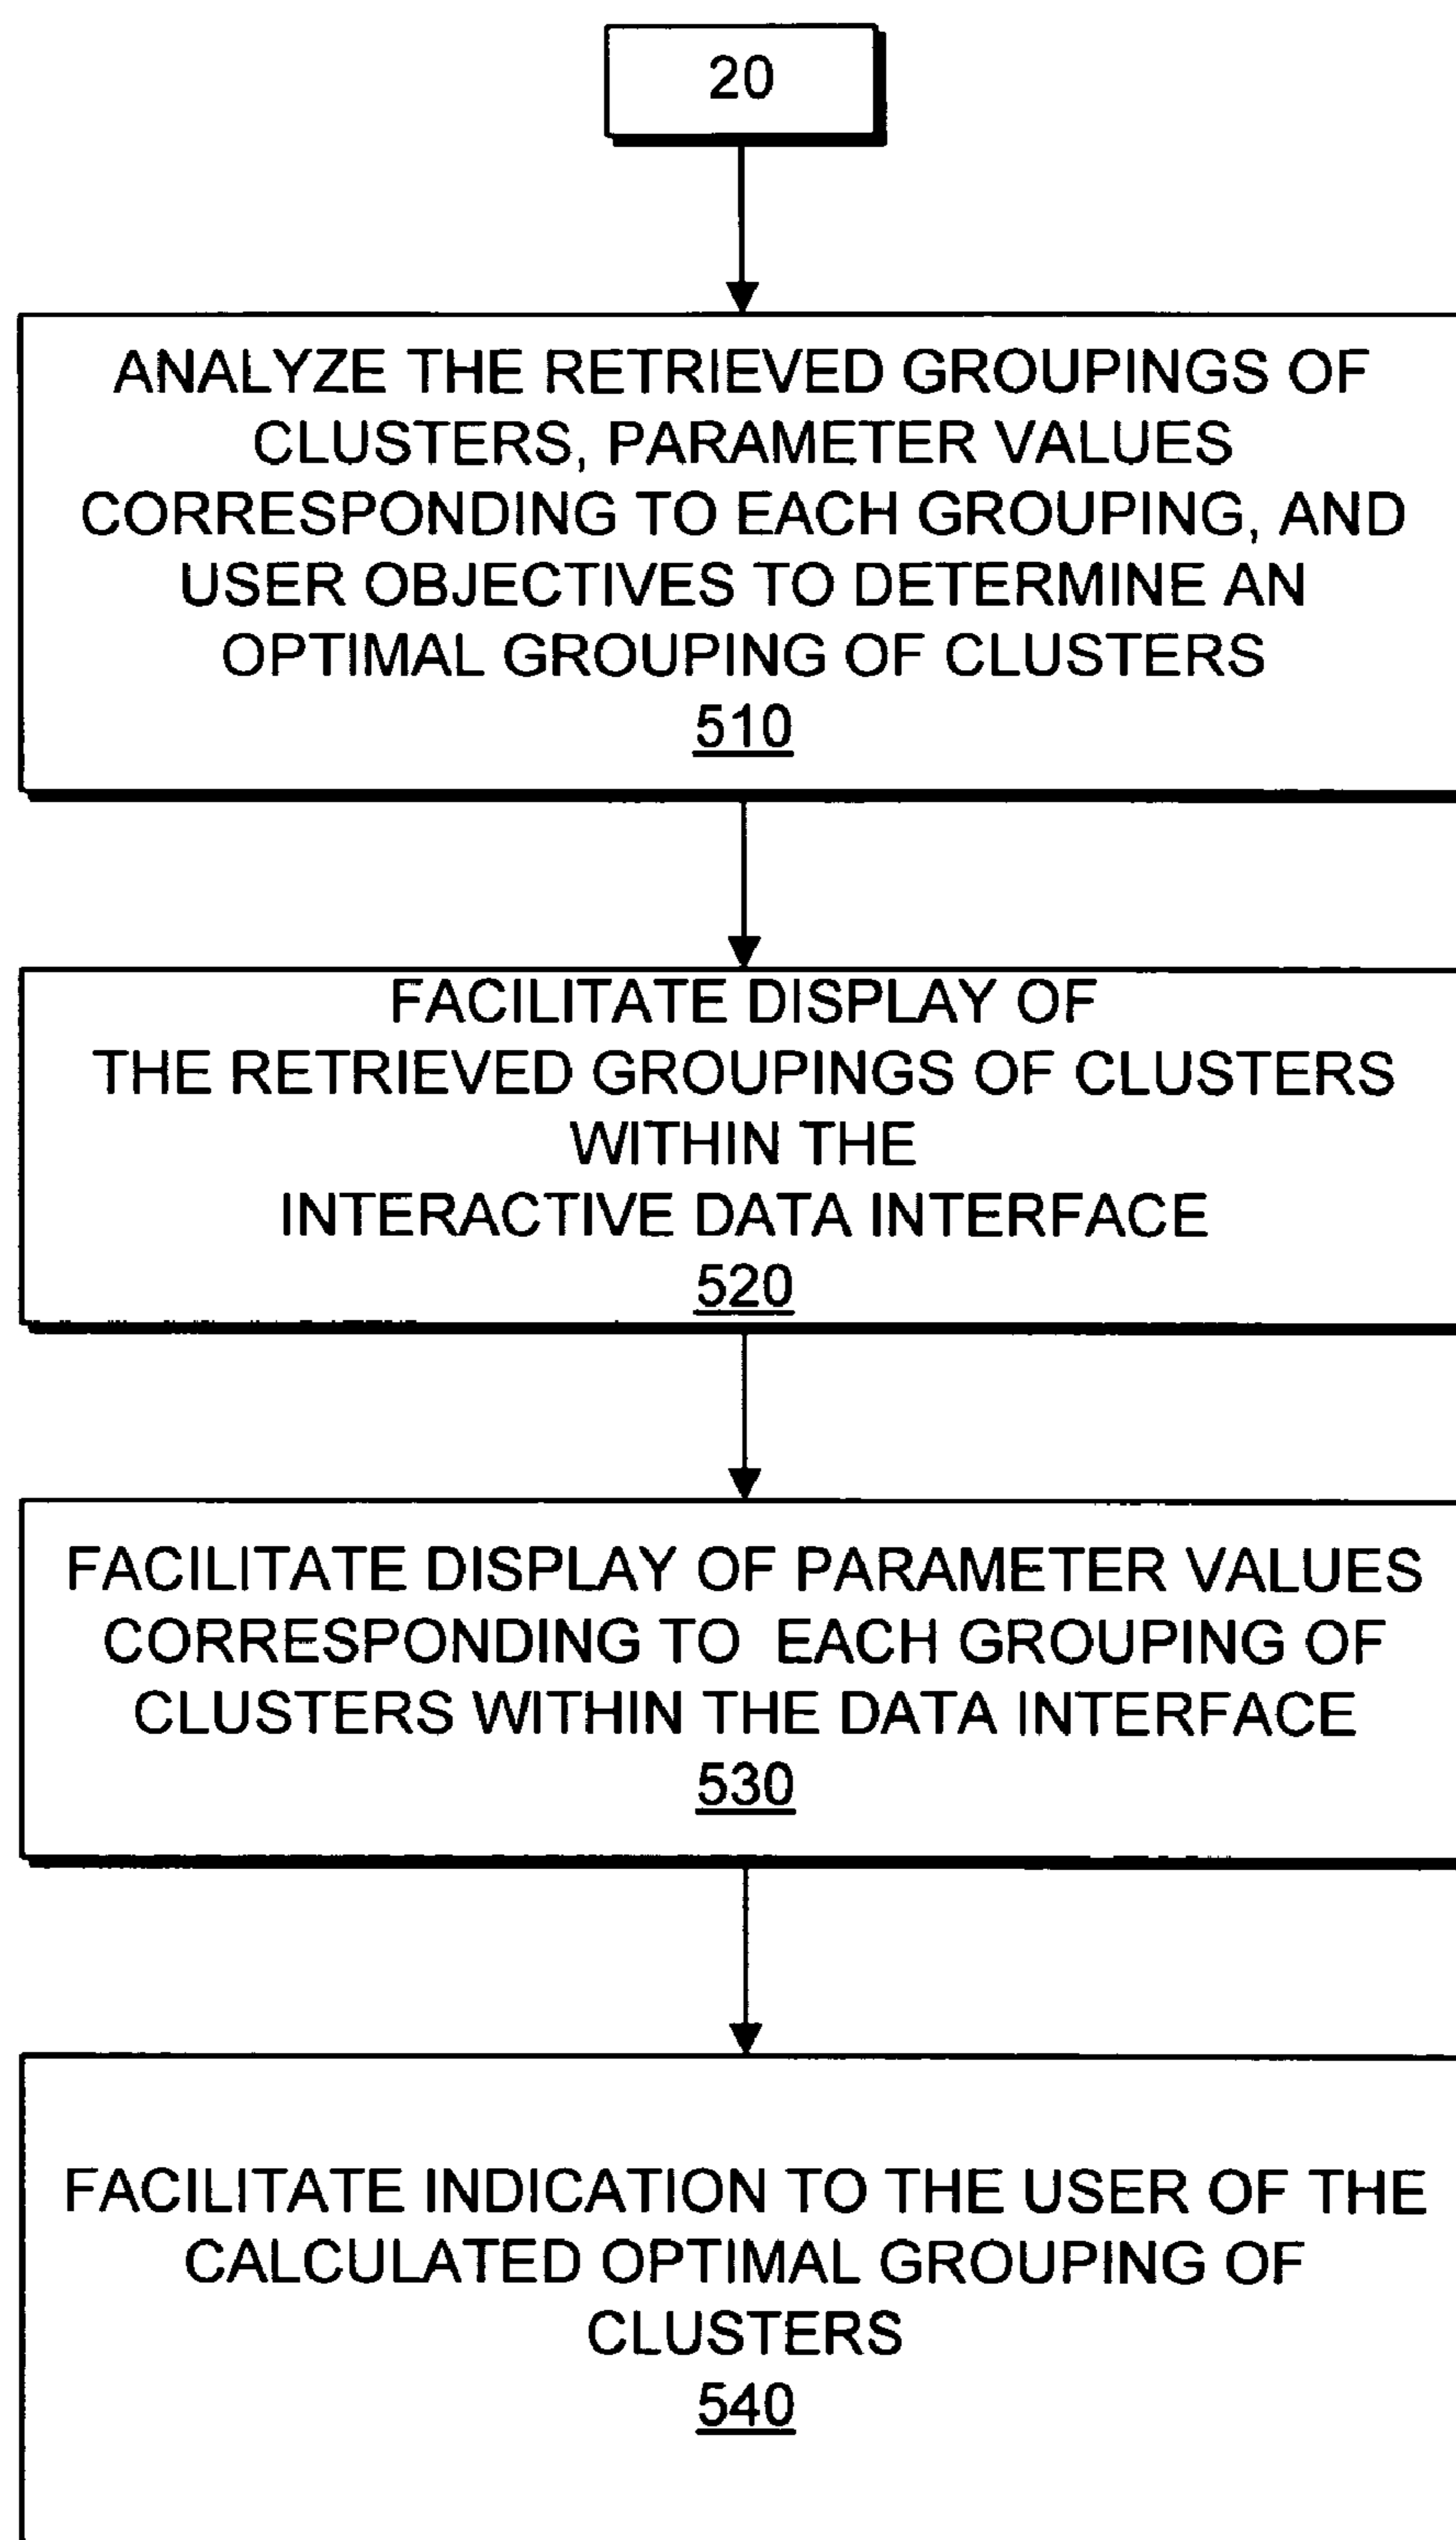 20
ANALYZE THE RETRIEVED GROUPINGS OF
CLUSTERS, PARAMETER VALUES
CORRESPONDING TO EACH GROUPING, AND
USER OBJECTIVES TO DETERMINE AN
OPTIMAL GROUPING OF CLUSTERS
510
FACILITATE DISPLAY OF
THE RETRIEVED GROUPINGS OF CLUSTERS
WITHIN THE
INTERACTIVE DATA INTERFACE
520
FACILITATE DISPLAY OF PARAMETER VALUES
CORRESPONDING TO EACH GROUPING OF
CLUSTERS WITHIN THE DATA INTERFACE
530
FACILITATE INDICATION TO THE USER OF THE
CALCULATED OPTIMAL GROUPING OF
CLUSTERS
540